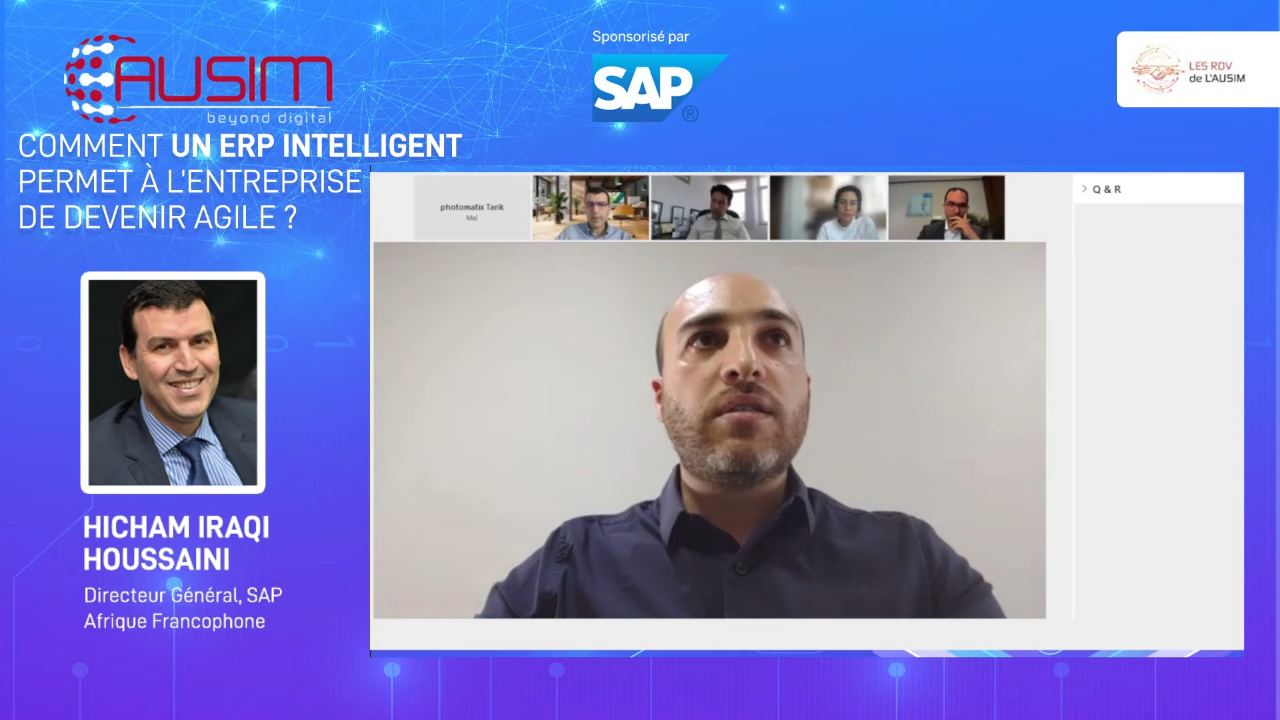 AUSIM
beyond digital
Sponsorisé par
SAP
®
LES RDV
de L'AUSIM
COMMENT UN ERP INTELLIGENT
PERMET À L'ENTREPRISE
DE DEVENIR AGILE ?
photomatix Tarik
Moi
Q & R
HICHAM IRAQI
HOUSSAINI
Directeur Général, SAP
Afrique Francophone